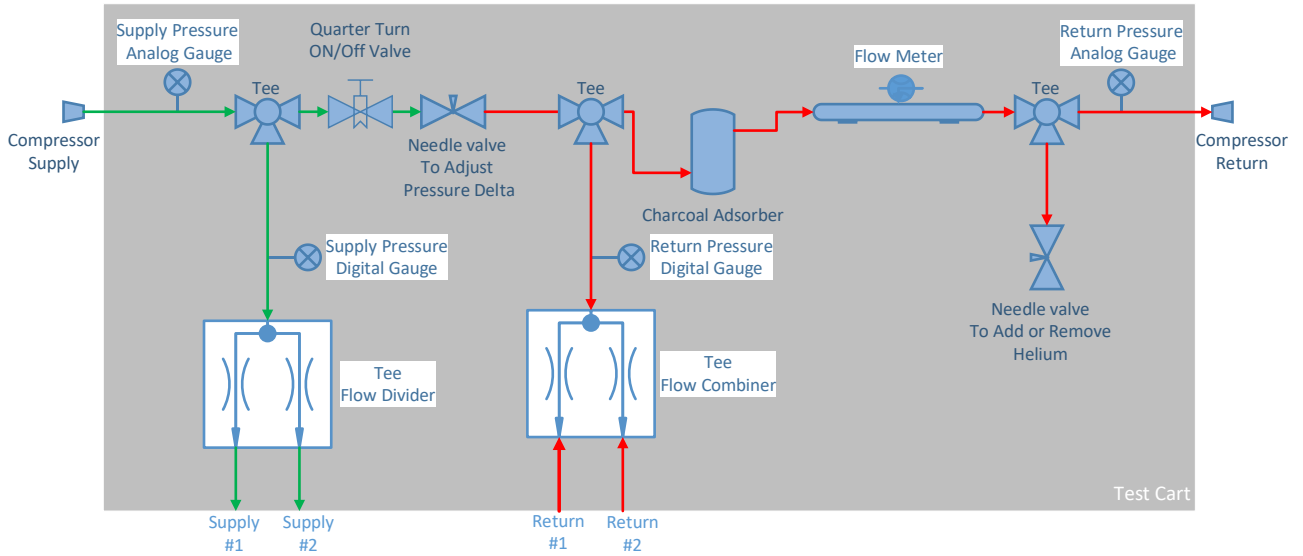 Supply Pressure
Analog Gauge
Quarter Turn
ON/Off Valve
Return Pressure
Analog Gauge
Flow Meter
Tee
Tee
Tee
Compressor
Supply
Needle valve
To Adjust
Pressure Delta
Compressor
Return
Charcoal Adsorber
Supply Pressure
Digital Gauge
Return Pressure
Digital Gauge
Needle valve
To Add or Remove
Helium
Tee
Flow Divider
Tee
Flow Combiner
Test Cart
Supply
#1
Supply
#2
Return
#1
Return
#2